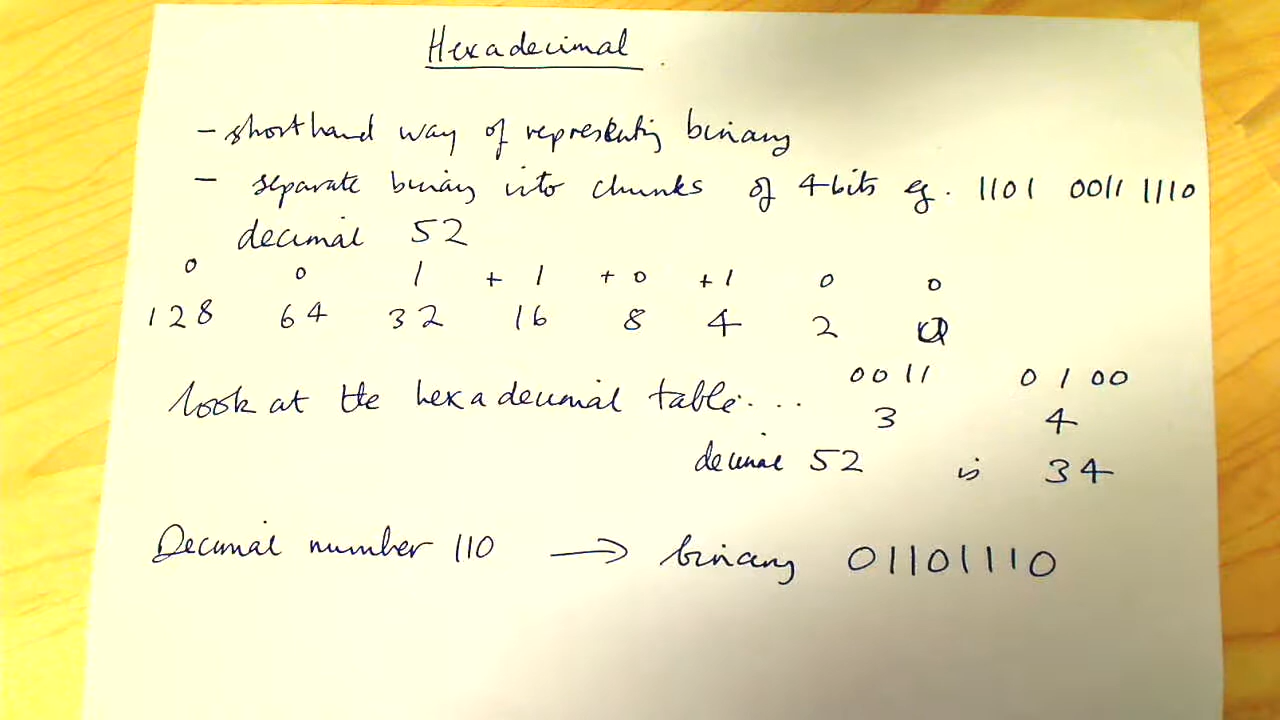 Hexadecimal
- shorthand way of representing binary
- separate binary into chunks of 4 bits eg. 1101 0011 1110
decimal 52
0 0 1 + 1 + 0 + 1 0 0
128 64 32 16 8 4 2
0011 0100
look at the hexadecimal table...
3 4
decimal 52 is 34
Decimal number 110 → binary 01101110